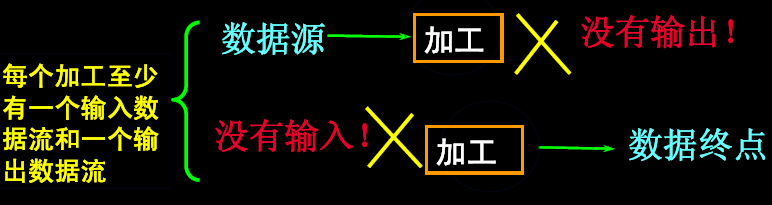 每个加工至少
有一个输入数
据流和一个输
出数据流
数据源
加工
没有输出！
没有输入！
加工
数据终点